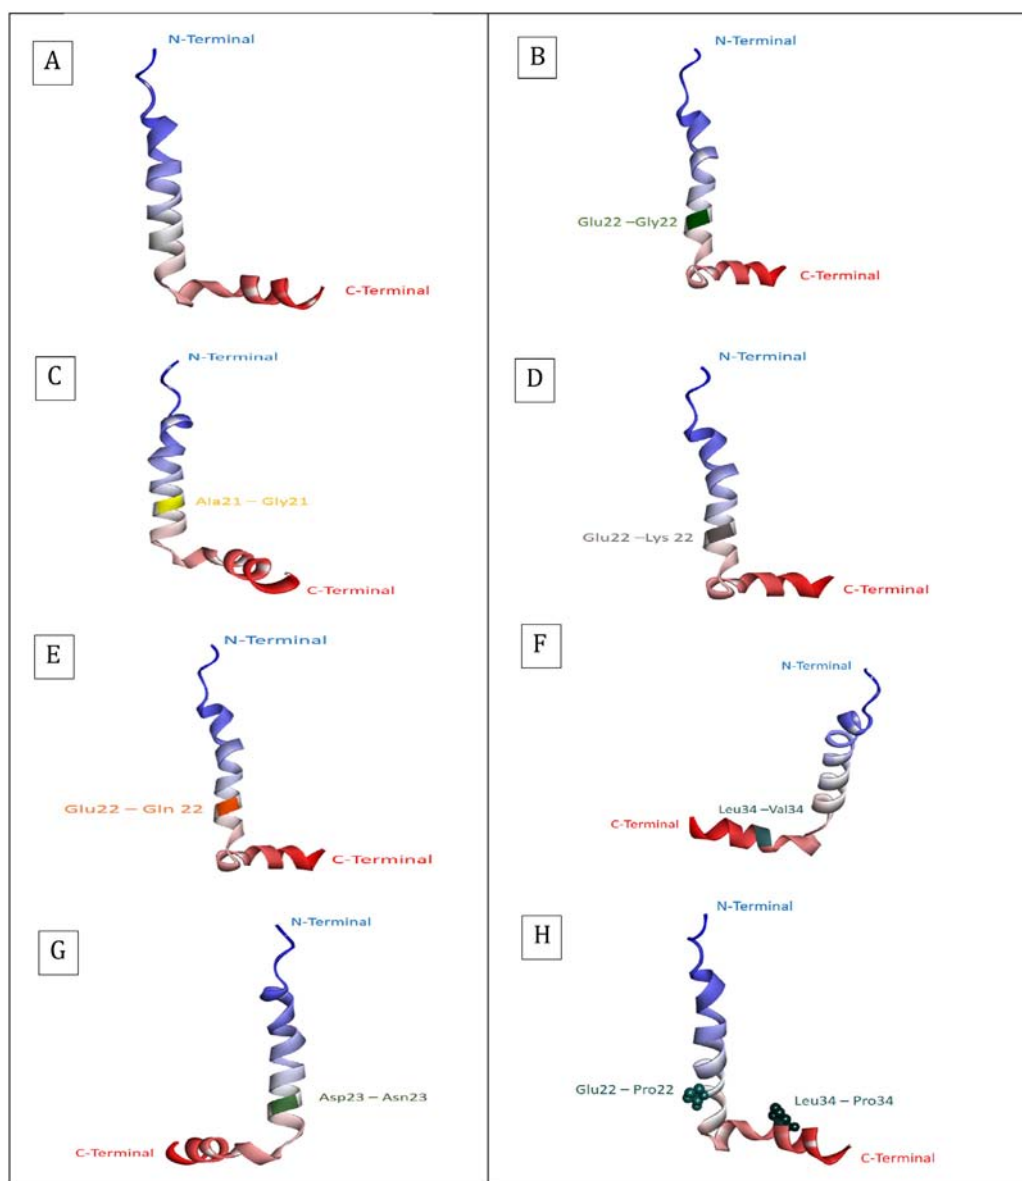 A
N-Terminal
C-Terminal
B
N-Terminal
Glu22 –Gly22
C-Terminal
C
N-Terminal
Ala21 – Gly21
C-Terminal
D
N-Terminal
Glu22 –Lys 22
C-Terminal
E
N-Terminal
Glu22 – Gln 22
C-Terminal
F
N-Terminal
Leu34 –Val34
C-Terminal
G
N-Terminal
Asp23 – Asn23
C-Terminal
H
N-Terminal
Glu22 – Pro22
Leu34 – Pro34
C-Terminal